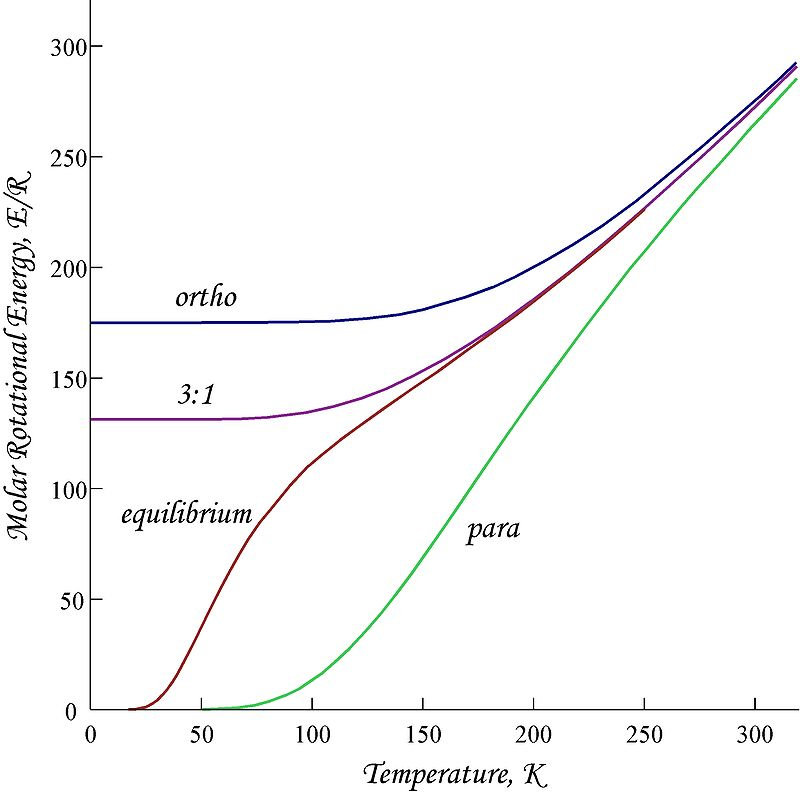 Molar Rotational Energy, E/R
300
250
200
150
100
50
0
ortho
3:1
equilibrium
para
0 50 100 150 200 250 300
Temperature, K